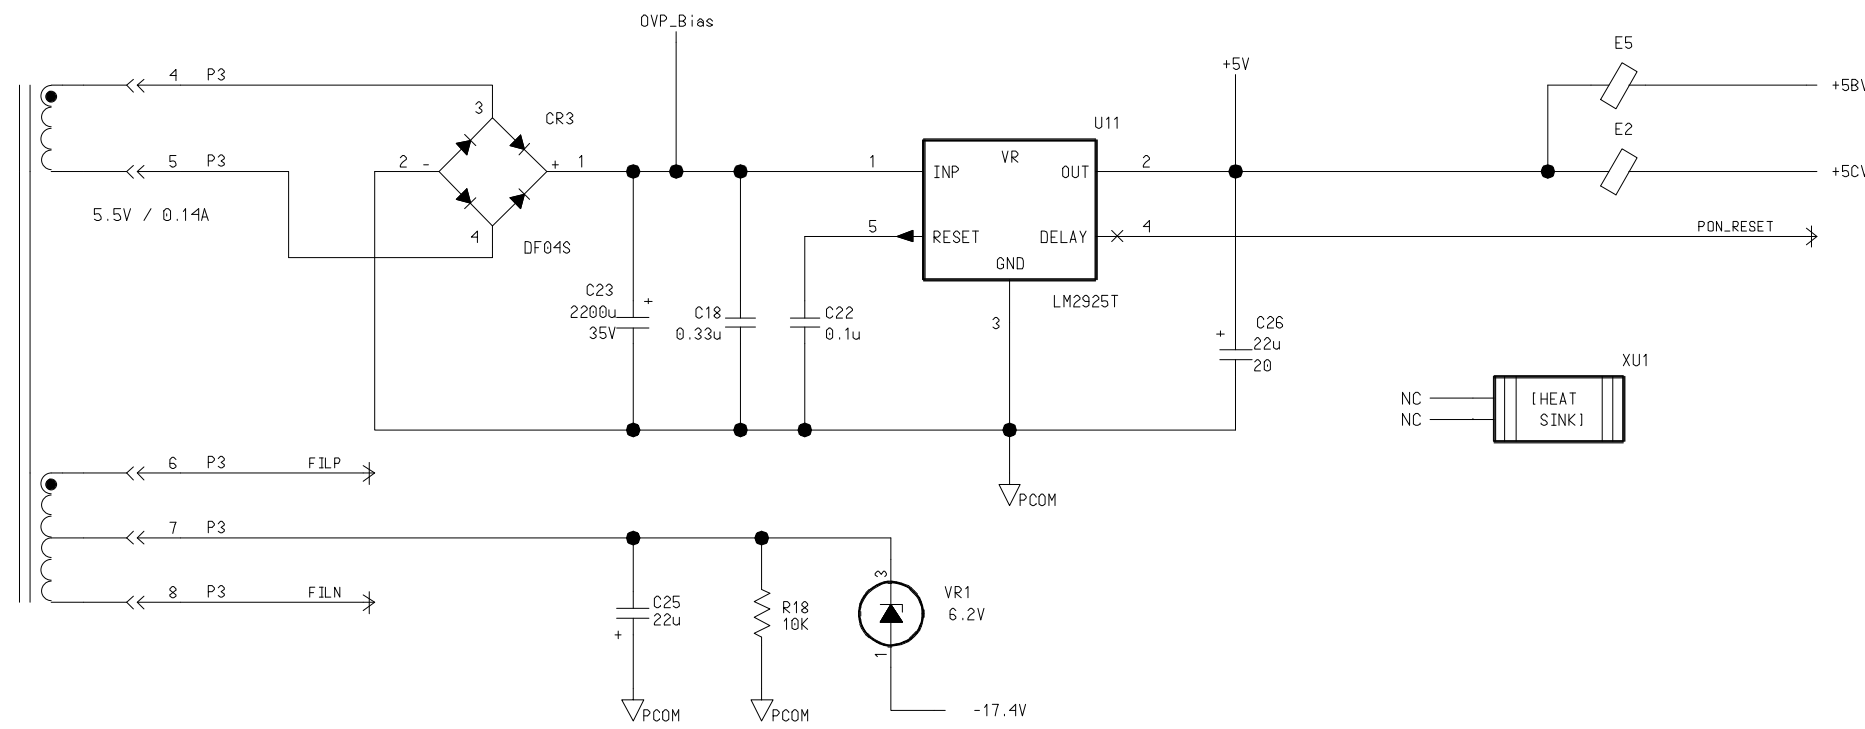 OVP_Bias
E5
4 P3
+5V
+5BV
3
CR3
U11
E2
5 P3
2 - + 1
1
INP
VR
OUT
2
+5CV
5.5V / 0.14A
4
DF04S
5
RESET
DELAY
4
PON_RESET
GND
LM2925T
C23
2200u
35V
+
C18
0.33u
C22
0.1u
3
+
C26
22u
20
XU1
NC
NC
[HEAT
SINK]
6 P3 FILP
PCOM
7 P3
8 P3 FILN
3
VR1
6.2V
C25
22u
+
R18
10K
1
PCOM
PCOM
-17.4V